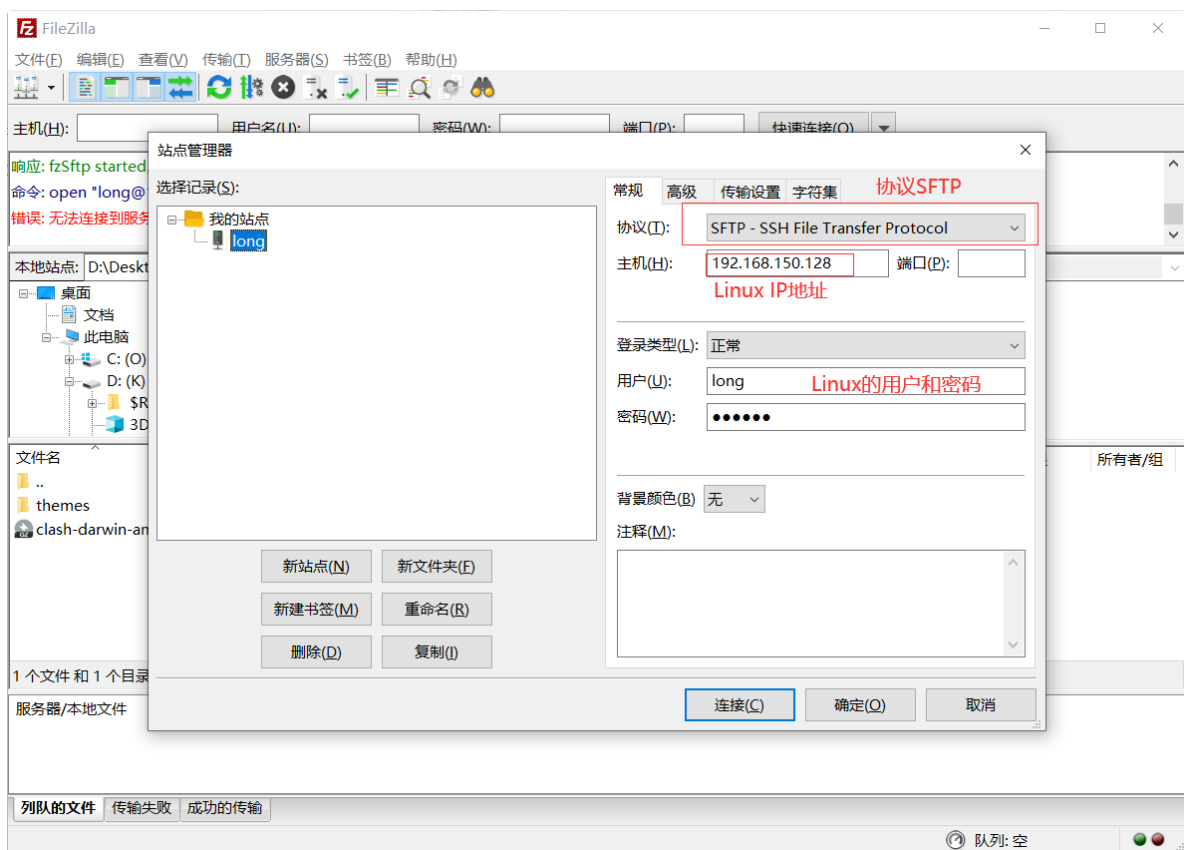 FileZilla
文件(F) 编辑(E) 查看(V) 传输(T) 服务器(S) 书签(B) 帮助(H)
主机(H): 用户名(U): 密码(W): 端口(P): 快速连接(Q)
站点管理器
响应: fzSftp started
命令: open "long@
错误: 无法连接到服务
选择记录(S):
我的站点
long
新站点(N) 新文件夹(F)
新建书签(M) 重命名(R)
删除(D) 复制(I)
常规 高级 传输设置 字符集
协议SFTP
协议(T): SFTP - SSH File Transfer Protocol
主机(H): 192.168.150.128 端口(P):
Linux IP地址
登录类型(L): 正常
用户(U): long
Linux的用户和密码
密码(W): ●●●●●●
背景颜色(B) 无
注释(M):
连接(C) 确定(O) 取消
本地站点: D:\Deskt
桌面
文档
此电脑
C: (O)
D: (K)
$R
3D
文件名
所有者/组
..
themes
clash-darwin-an
1 个文件 和 1 个目录
服务器/本地文件
列队的文件 传输失败 成功的传输
队列: 空